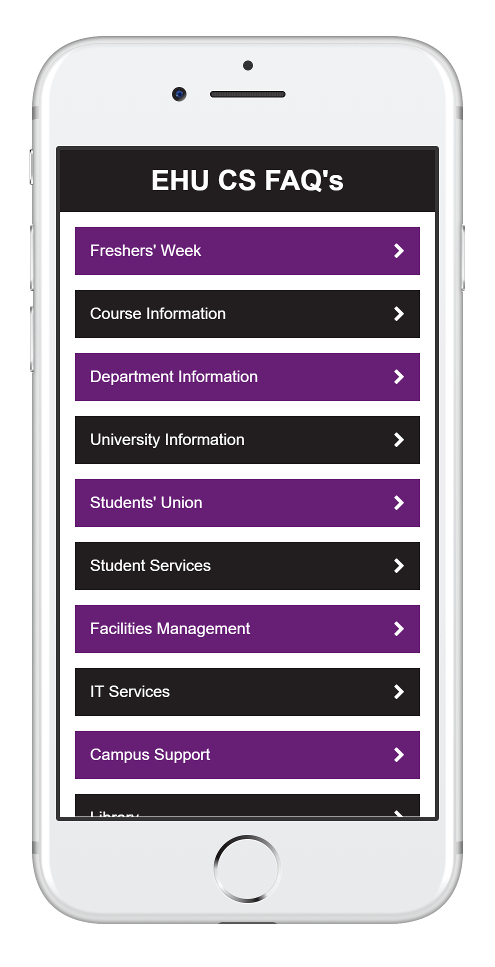 EHU CS FAQ's
Freshers' Week
Course Information
Department Information
University Information
Students' Union
Student Services
Facilities Management
IT Services
Campus Support
Library